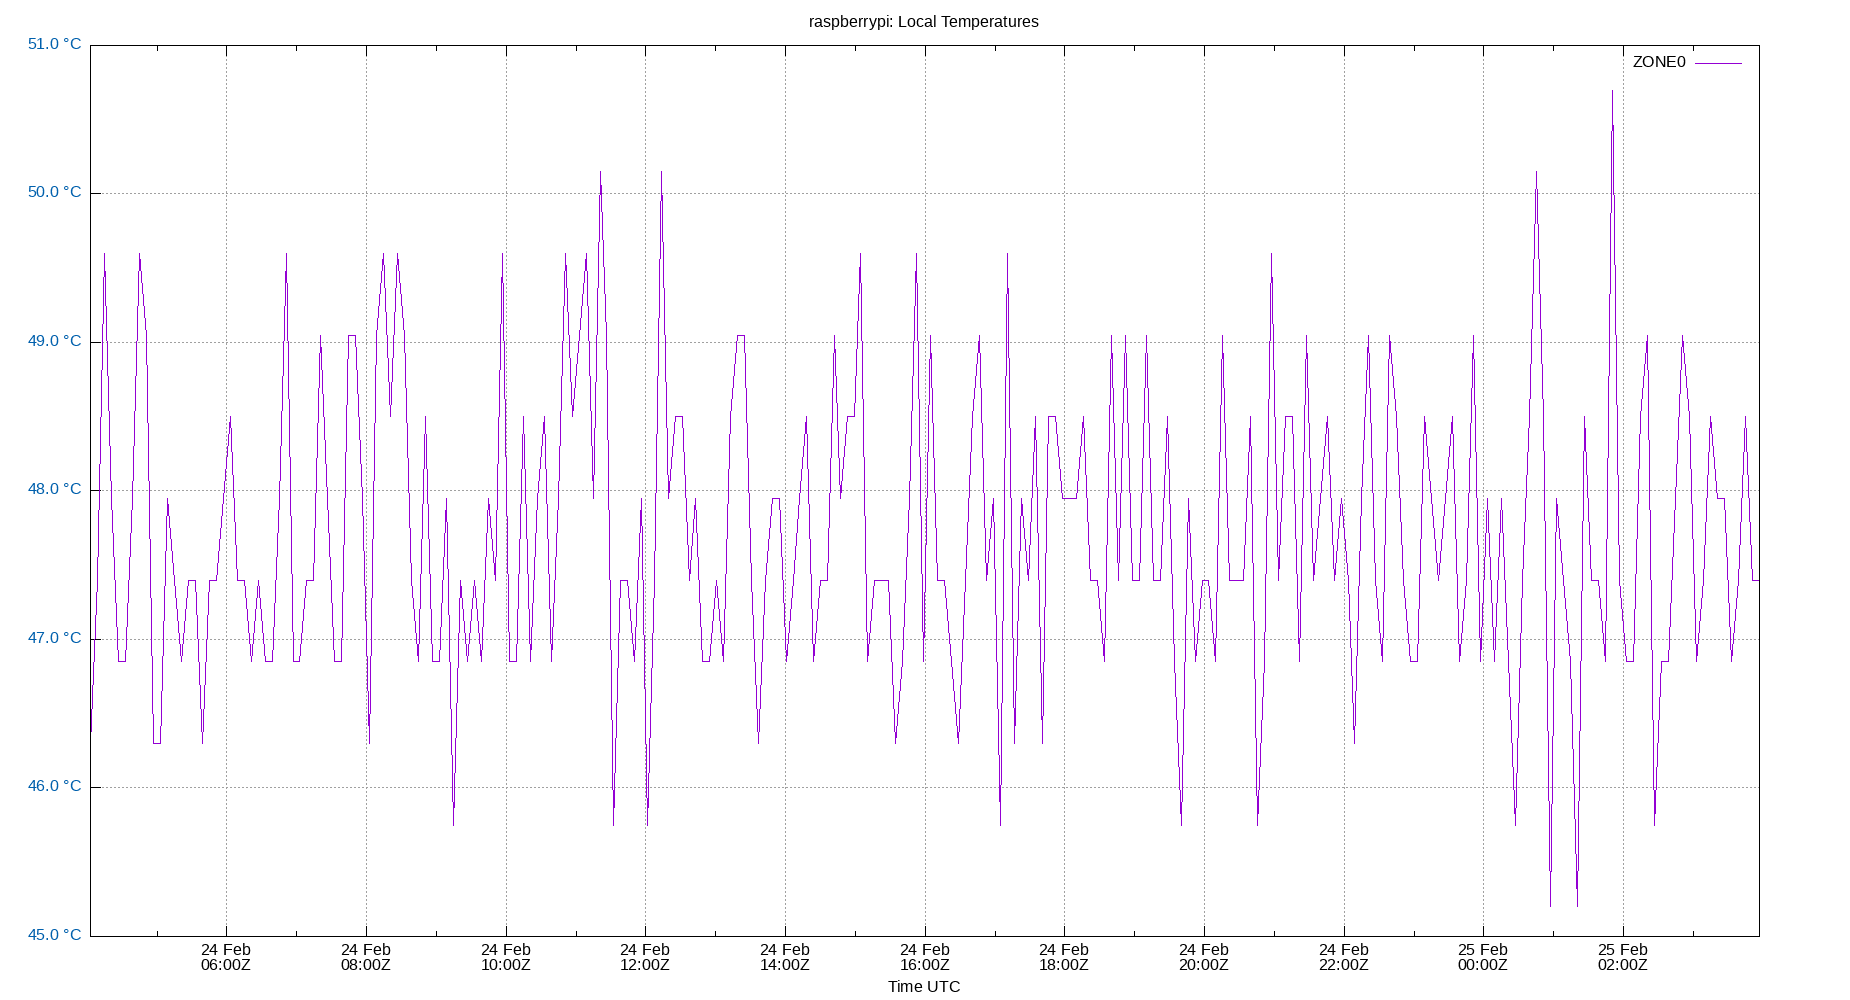 raspberrypi: Local Temperatures
51.0 °C
ZONE0
50.0 °C
49.0 °C
48.0 °C
47.0 °C
46.0 °C
45.0 °C
24 Feb 24 Feb 24 Feb 24 Feb 24 Feb 24 Feb 24 Feb 24 Feb 24 Feb 25 Feb 25 Feb
06:00Z 08:00Z 10:00Z 12:00Z 14:00Z 16:00Z 18:00Z 20:00Z 22:00Z 00:00Z 02:00Z
Time UTC